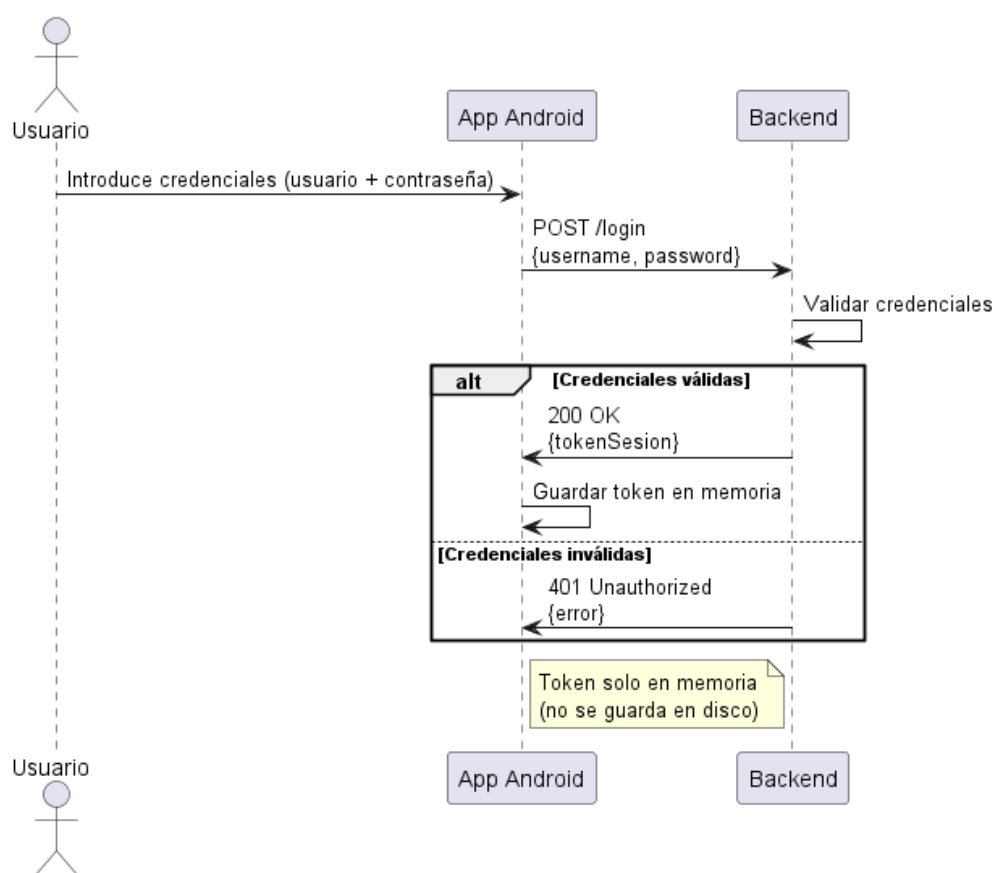 Usuario
App Android
Backend
Introduce credenciales (usuario + contraseña)
POST /login
{username, password}
Validar credenciales
alt
[Credenciales válidas]
200 OK
{tokenSesion}
Guardar token en memoria
[Credenciales inválidas]
401 Unauthorized
{error}
Token solo en memoria
(no se guarda en disco)
Usuario
App Android
Backend